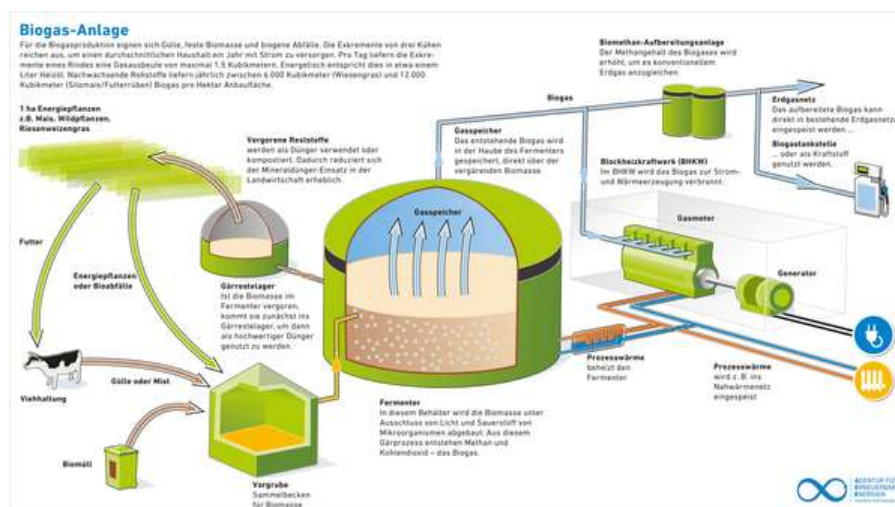 Biogas-Anlage
Für die Biogasproduktion eignen sich Gülle, feste Biomasse und biogene Abfälle. Die Exkremente von drei Kühen
reichen aus, um einen durchschnittlichen Haushalt ein Jahr mit Strom zu versorgen. Pro Tag liefern die Exkre-
mente eines Rindes eine Gasausbeute von maximal 1,5 Kubikmetern. Energetisch entspricht dies in etwa einem
Liter Heizöl. Nachwachsende Rohstoffe liefern jährlich zwischen 6.000 Kubikmeter (Wiesengras) und 12.000
Kubikmeter (Silomais/Futterrüben) Biogas pro Hektar Anbaufläche.
1 ha Energiepflanzen
z.B. Mais, Wildpflanzen,
Riesenweizengras
Vergorene Reststoffe
werden als Dünger verwendet oder
kompostiert. Dadurch reduziert sich
der Mineraldünger-Einsatz in der
Landwirtschaft erheblich.
Gasspeicher
Das entstehende Biogas wird
in der Haube des Fermenters
gespeichert, direkt über der
vergärenden Biomasse.
Biogas
Biomethan-Aufbereitungsanlage
Der Methangehalt des Biogases wird
erhöht, um es konventionellem
Erdgas anzugleichen.
Erdgasnetz
Das aufbereitete Biogas kann
direkt in bestehende Erdgasnetze
eingespeist werden ...
Biogastankstelle
... oder als Kraftstoff
genutzt werden.
Blockheizkraftwerk (BHKW)
Im BHKW wird das Biogas zur Strom-
und Wärmeerzeugung verbrannt.
Gasspeicher
Gasmotor
Generator
Futter
Energiepflanzen
oder Bioabfälle
Gärrestelager
Ist die Biomasse im
Fermenter vergoren,
kommt sie zunächst ins
Gärrestelager, um dann
als hochwertiger Dünger
genutzt zu werden.
Viehhaltung
Gülle oder Mist
Biomüll
Vorgrube
Sammelbecken
für Biomasse
Fermenter
In diesem Behälter wird die Biomasse unter
Ausschluss von Licht und Sauerstoff von
Mikroorganismen abgebaut. Aus diesem
Gärprozess entstehen Methan und
Kohlendioxid – das Biogas.
Prozesswärme
beheizt den
Fermenter
Prozesswärme
wird z. B. ins
Nahwärmenetz
eingespeist
AGENTUR FÜR
ERNEUERBARE
ENERGIEN